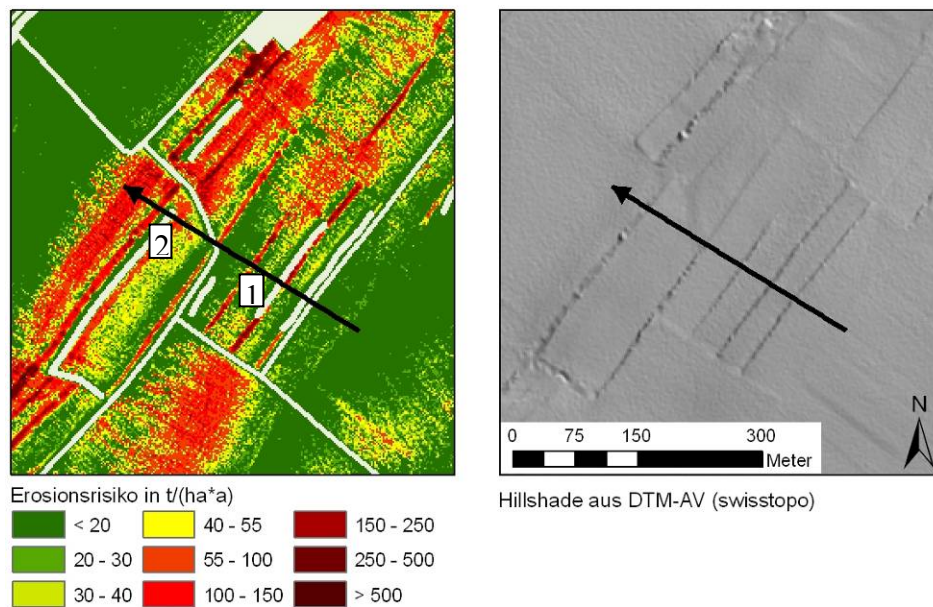 2
1
N
0 75 150 300
Meter
Erosionsrisiko in t/(ha*a)
< 20 40 - 55 150 - 250
20 - 30 55 - 100 250 - 500
30 - 40 100 - 150 > 500
Hillshade aus DTM-AV (swisstopo)